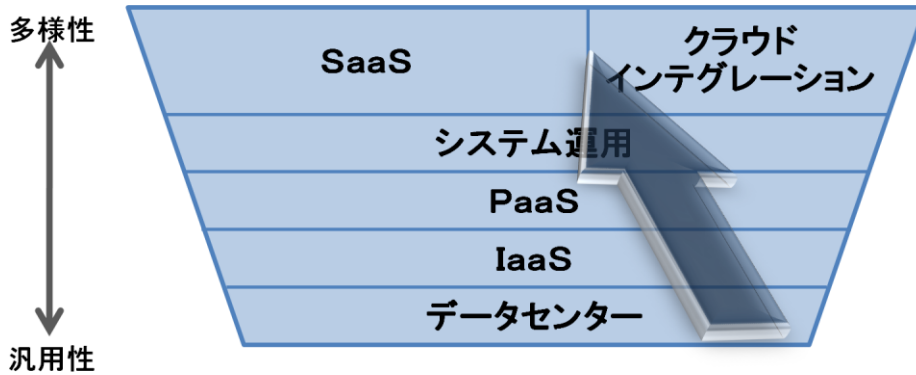 多様性
SaaS
クラウド
インテグレーション
システム運用
PaaS
IaaS
データセンター
汎用性